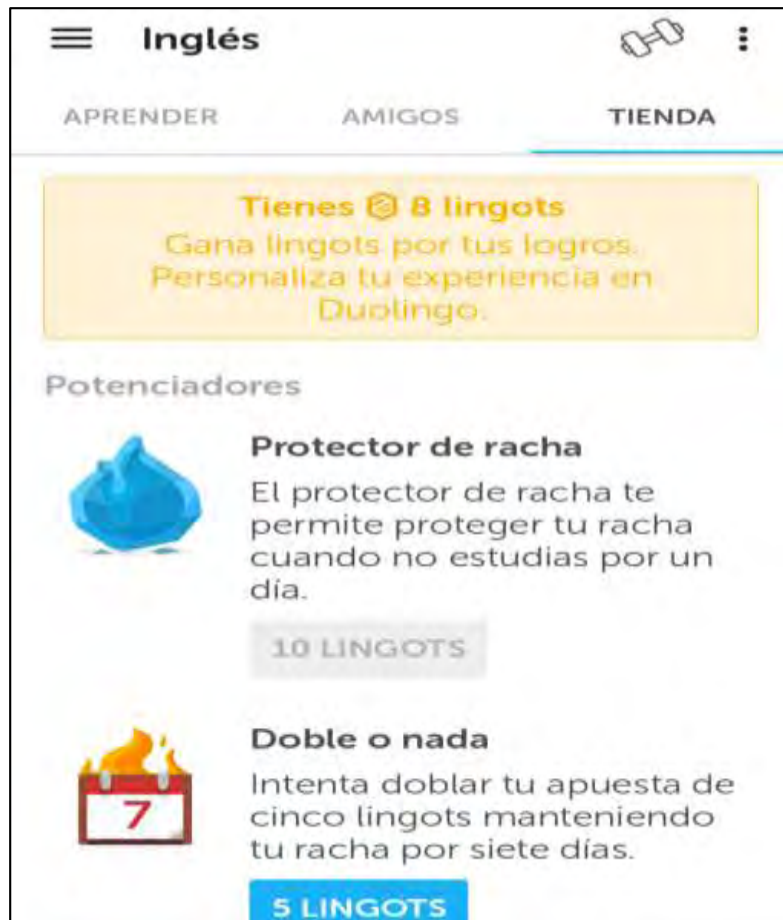 Inglés
APRENDER AMIGOS TIENDA
Tienes 8 lingots
Gana lingots por tus logros.
Personaliza tu experiencia en
Duolingo.
Potenciadores
Protector de racha
El protector de racha te
permite proteger tu racha
cuando no estudias por un
día.
10 LINGOTS
7
Doble o nada
Intenta doblar tu apuesta de
cinco lingots manteniendo
tu racha por siete días.
5 LINGOTS